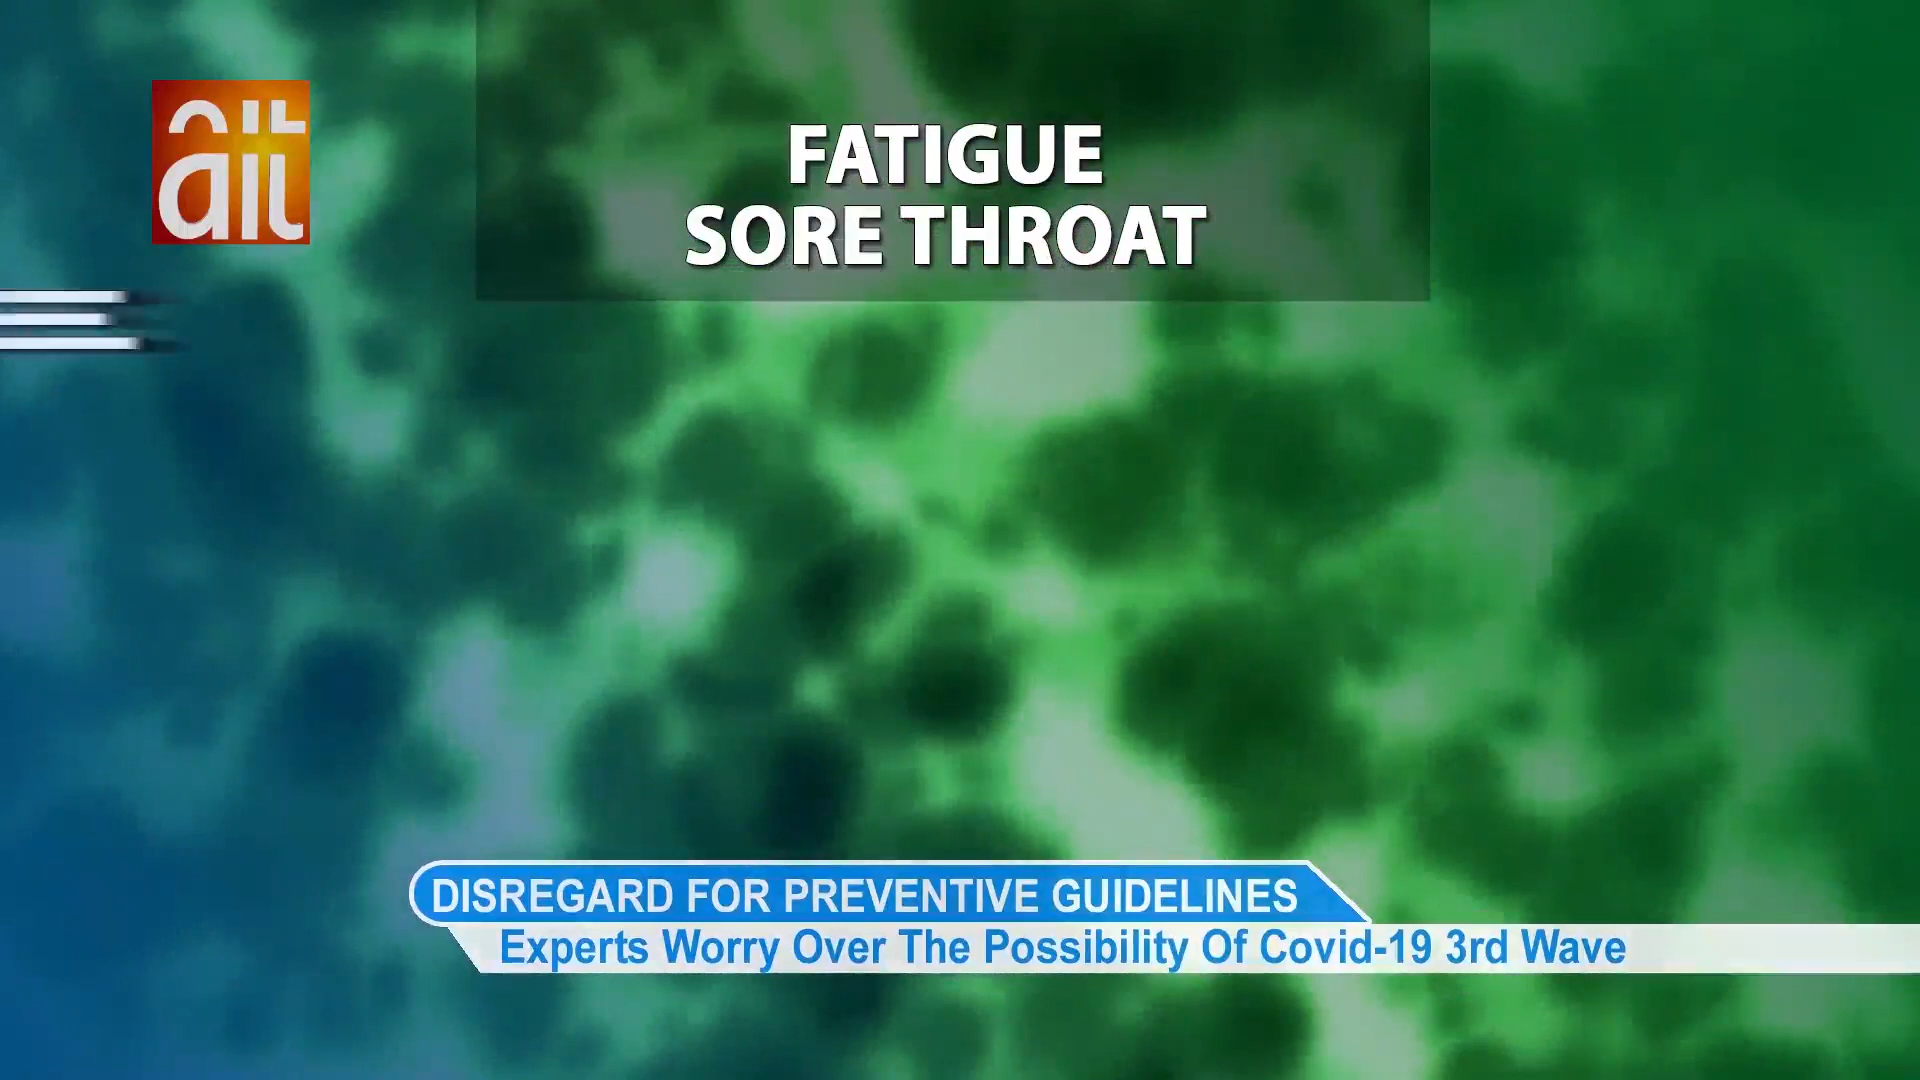 ait
FATIGUE
SORE THROAT
DISREGARD FOR PREVENTIVE GUIDELINES
Experts Worry Over The Possibility Of Covid-19 3rd Wave